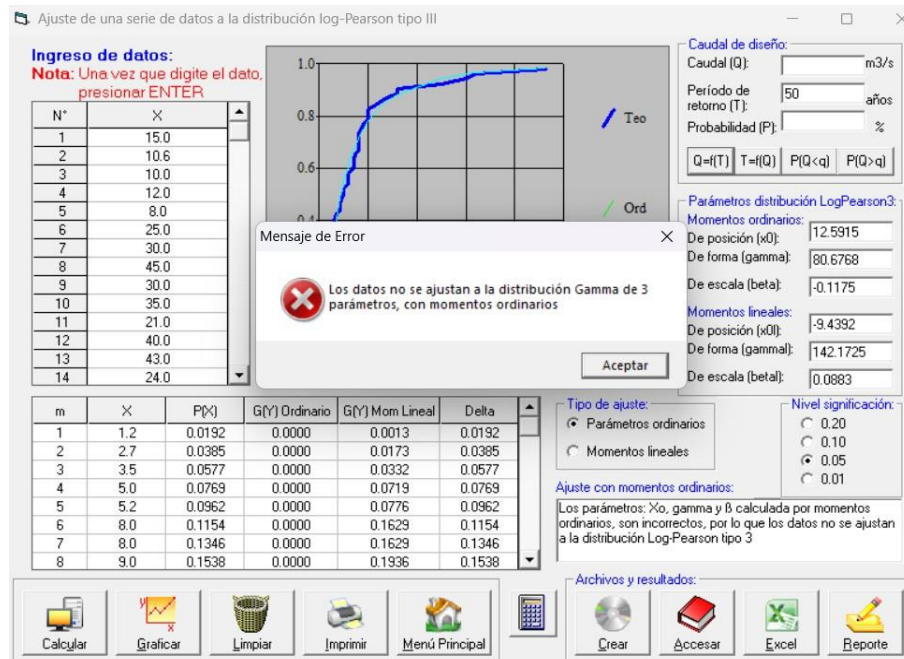 Ajuste de una serie de datos a la distribución log-Pearson tipo III
Ingreso de datos:
Nota: Una vez que digite el dato,
presionar ENTER
N° X
1 15.0
2 10.6
3 10.0
4 12.0
5 8.0
6 25.0
7 30.0
8 45.0
9 30.0
10 35.0
11 21.0
12 40.0
13 43.0
14 24.0
1.0
0.8
0.6
0.4
Teo
Ord
Caudal de diseño:
Caudal (Q): m3/s
Período de
retorno (T): 50 años
Probabilidad (P): %
Q=f(T) T=f(Q) P(Q<q) P(Q>q)
Parámetros distribución LogPearson3:
Momentos ordinarios:
De posición (x0): 12.5915
De forma (gamma): 80.6768
De escala (beta): -0.1175
Momentos lineales:
De posición (x0l): -9.4392
De forma (gammal): 142.1725
De escala (betal): 0.0883
Mensaje de Error
Los datos no se ajustan a la distribución Gamma de 3
parámetros, con momentos ordinarios
Aceptar
m X P(X) G(Y) Ordinario G(Y) Mom Lineal Delta
1 1.2 0.0192 0.0000 0.0013 0.0192
2 2.7 0.0385 0.0000 0.0173 0.0385
3 3.5 0.0577 0.0000 0.0332 0.0577
4 5.0 0.0769 0.0000 0.0719 0.0769
5 5.2 0.0962 0.0000 0.0776 0.0962
6 8.0 0.1154 0.0000 0.1629 0.1154
7 8.0 0.1346 0.0000 0.1629 0.1346
8 9.0 0.1538 0.0000 0.1936 0.1538
Tipo de ajuste:
Parámetros ordinarios
Momentos lineales
Nivel significación:
0.20
0.10
0.05
0.01
Ajuste con momentos ordinarios:
Los parámetros: Xo, gamma y ß calculada por momentos
ordinarios, son incorrectos, por lo que los datos no se ajustan
a la distribución Log-Pearson tipo 3
Calcular
Graficar
Limpiar
Imprimir
Menú Principal
Archivos y resultados:
Crear
Accesar
Excel
Reporte